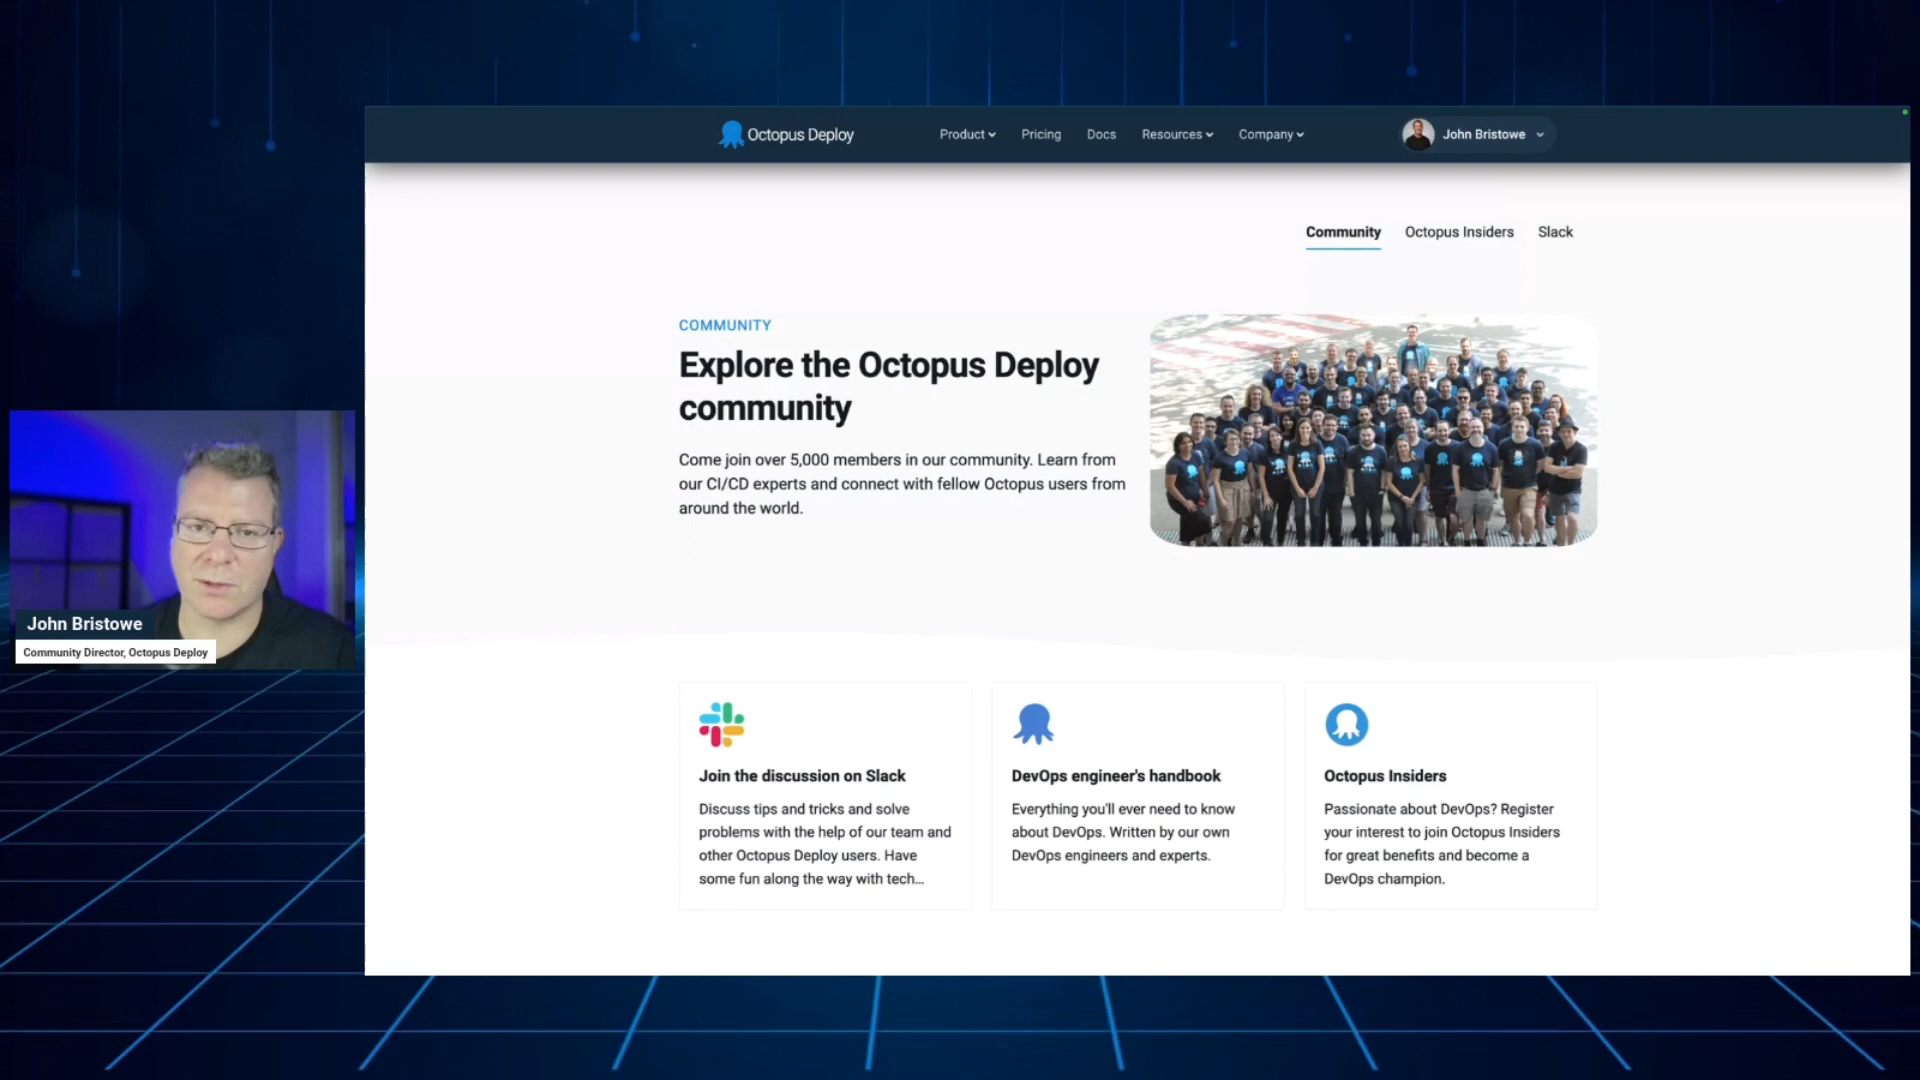 Octopus Deploy
Product
Pricing
Docs
Resources
Company
John Bristowe
Community
Octopus Insiders
Slack
COMMUNITY
Explore the Octopus Deploy
community
Come join over 5,000 members in our community. Learn from
our CI/CD experts and connect with fellow Octopus users from
around the world.
John Bristowe
Community Director, Octopus Deploy
Join the discussion on Slack
Discuss tips and tricks and solve
problems with the help of our team and
other Octopus Deploy users. Have
some fun along the way with tech...
DevOps engineer's handbook
Everything you'll ever need to know
about DevOps. Written by our own
DevOps engineers and experts.
Octopus Insiders
Passionate about DevOps? Register
your interest to join Octopus Insiders
for great benefits and become a
DevOps champion.